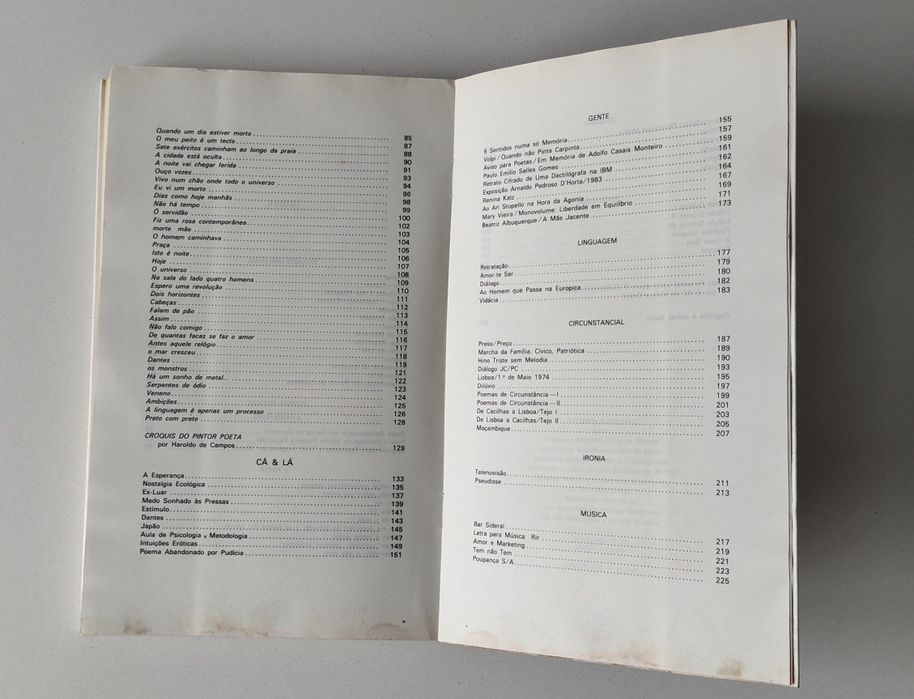 Quando um dia estiver morto 85
O meu peito é um tecto 87
Sete exércitos caminham ao longo da praia 88
A cidade está oculta 90
A noite vai chegar ferida 91
Ouço vozes 93
Vivo num chão onde todo o universo 94
Eu vi um morto 96
Dias como hoje manhãs 98
Não há tempo 99
O servidão 100
Fiz uma rosa contemporânea 102
morte mãe 103
O homem caminhava 104
Praça 105
Isto é noite 106
Hoje 107
O universo 108
Na sala do lado quatro homens 109
Espero uma revolução 110
Dois horizontes 111
Cabeças 112
Falam de pão 113
Assim 114
Não falo comigo 115
De quantas facas se faz o amor 116
Antes aquele relógio 117
o mar cresceu 118
Dantes 119
os monstros 121
Há um sonho de metal... 122
Serpentes de ódio 123
Veneno 124
Ambições 125
A linguagem é apenas um processo 126
Preto com preto 128
CROQUIS DO PINTOR POETA
por Haroldo de Campos 129
CÁ & LÁ
A Esperança 133
Nostalgia Ecológica 135
Ex-Luar 137
Medo Sonhado às Pressas 139
Estímulo 141
Dantes 143
Japão 145
Aula de Psicologia x Metodologia 147
Intuições Eróticas 149
Poema Abandonado por Pudícia 151
GENTE
5 Sentidos numa só Memória 155
Volpi/Quando não Pinta Carpinta 157
Aviso para Poetas/Em Memória de Adolfo Casais Monteiro 159
Paulo Emílio Salles Gomes 161
Retrato Cifrado de Uma Dactilógrafa na IBM 162
Exposição Arnaldo Pedroso D'Horta/1983 164
Renina Katz 167
Ao Ari Stupello na Hora da Agonia 169
Mary Vieira/Monovolume: Liberdade em Equilíbrio 171
Beatriz Albuquerque/A Mãe Jacente 173
LINGUAGEM
Retratação 177
Amor-te Ser 179
Diálogo 180
Ao Homem que Passa na Europica 182
Vidácia 183
CIRCUNSTANCIAL
Preso/Preço 187
Marcha da Família, Cívico, Patriótica 189
Hino Triste sem Melodia 190
Diálogo JC/PC 193
Lisboa/1º de Maio 1974 195
Dilúvio 197
Poemas de Circunstância — I 199
Poemas de Circunstância — II 201
De Cacilhas a Lisboa/Tejo I 203
De Lisboa a Cacilhas/Tejo II 205
Moçambique 207
IRONIA
Telenovisão 211
Pseudisse 213
MÚSICA
Bar Sideral 217
Letra para Música Rir 219
Amor e Marketing 221
Tem não Tem 223
Poupança S/A 225